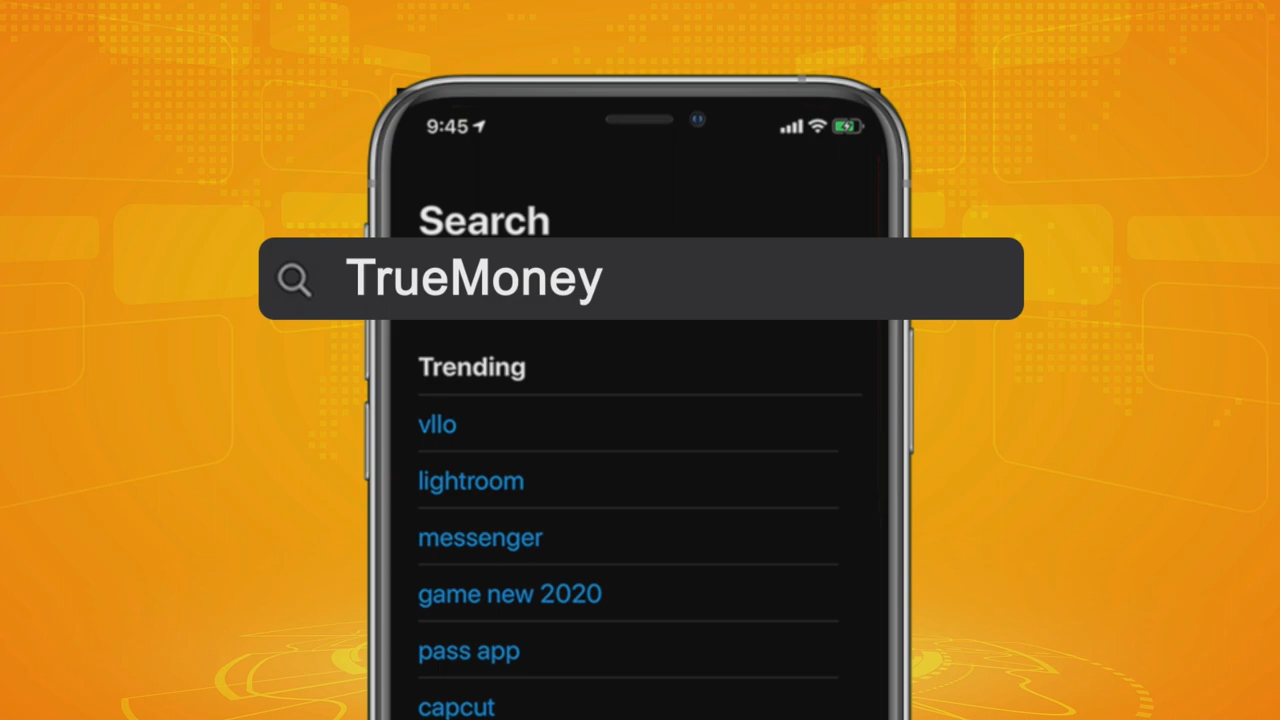 9:45
Search
TrueMoney
Trending
vllo
lightroom
messenger
game new 2020
pass app
capcut